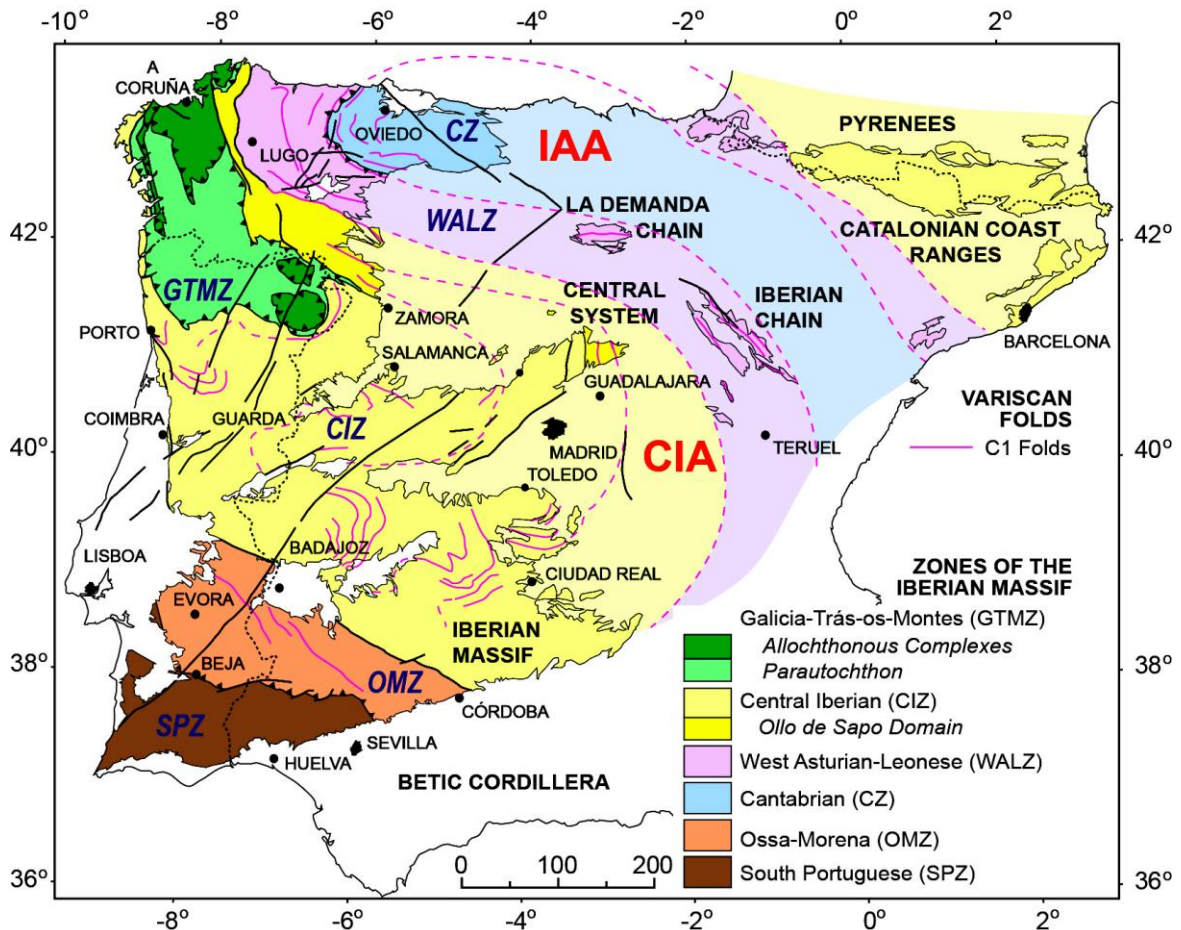 -10º -8º -6º -4º -2º 0º 2º
A
CORUÑA
OVIEDO
CZ
IAA
PYRENEES
LUGO
WALZ
LA DEMANDA
CHAIN
CATALONIAN COAST
RANGES
42º
42º
GTMZ
CENTRAL
SYSTEM
IBERIAN
CHAIN
PORTO
ZAMORA
BARCELONA
SALAMANCA
GUADALAJARA
COIMBRA
GUARDA
CIZ
VARISCAN
FOLDS
C1 Folds
40º
40º
MADRID
CIA
TERUEL
TOLEDO
LISBOA
BADAJOZ
CIUDAD REAL
ZONES OF THE
IBERIAN MASSIF
EVORA
IBERIAN
MASSIF
Galicia-Trás-os-Montes (GTMZ)
Allochthonous Complexes
Parautochthon
38º
38º
BEJA
OMZ
CÓRDOBA
Central Iberian (CIZ)
Ollo de Sapo Domain
SPZ
SEVILLA
HUELVA
BETIC CORDILLERA
West Asturian-Leonese (WALZ)
Cantabrian (CZ)
Ossa-Morena (OMZ)
South Portuguese (SPZ)
0 100 200
36º
36º
-8º -6º -4º -2º 0º 2º